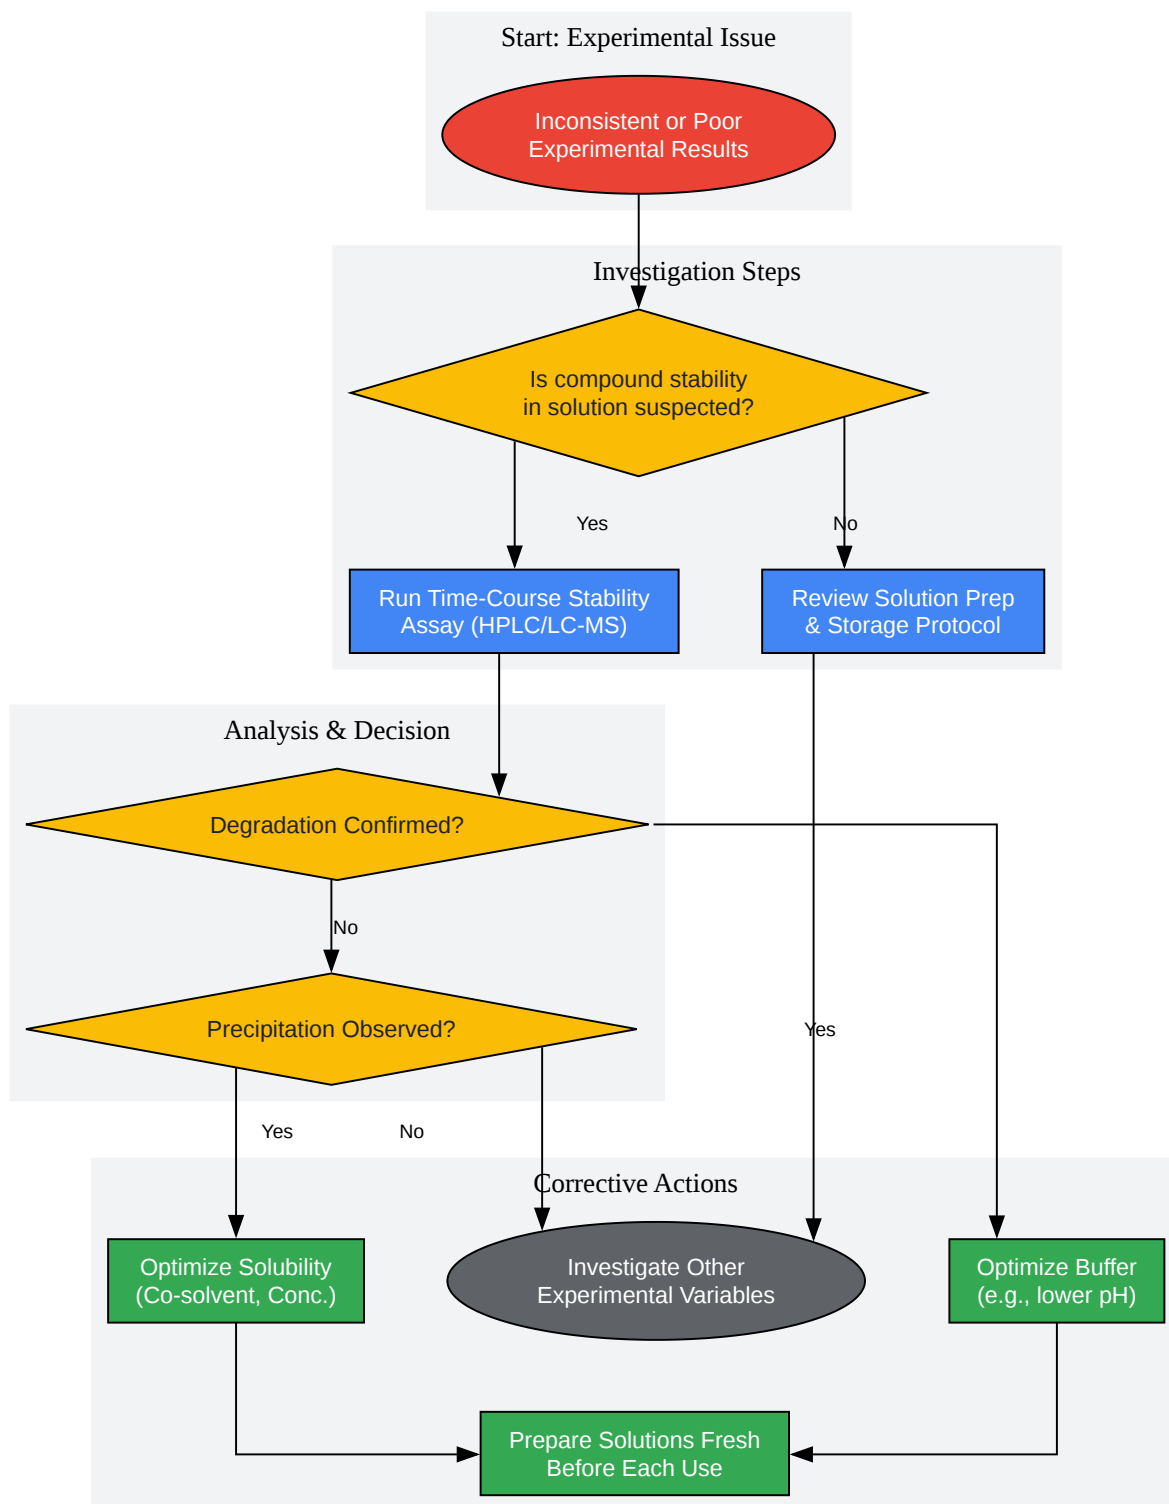 Start: Experimental Issue
Inconsistent or Poor
Experimental Results
Investigation Steps
Is compound stability
in solution suspected?
Yes
No
Run Time-Course Stability
Assay (HPLC/LC-MS)
Review Solution Prep
& Storage Protocol
Analysis & Decision
Degradation Confirmed?
No
Precipitation Observed?
Yes
Yes
No
Corrective Actions
Optimize Solubility
(Co-solvent, Conc.)
Investigate Other
Experimental Variables
Optimize Buffer
(e.g., lower pH)
Prepare Solutions Fresh
Before Each Use